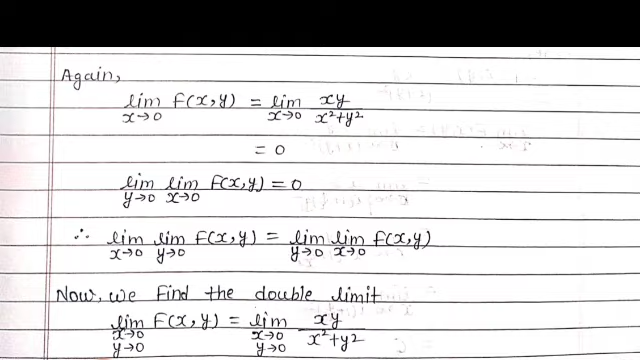 Again,
lim x→0 F(x,y) = lim x→0 xy/x²+y²
= 0
lim y→0 lim x→0 F(x,y) = 0
∴ lim x→0 lim y→0 F(x,y) = lim y→0 lim x→0 F(x,y)
Now, we Find the double limit
lim x→0 y→0 F(x,y) = lim x→0 y→0 xy/x²+y²